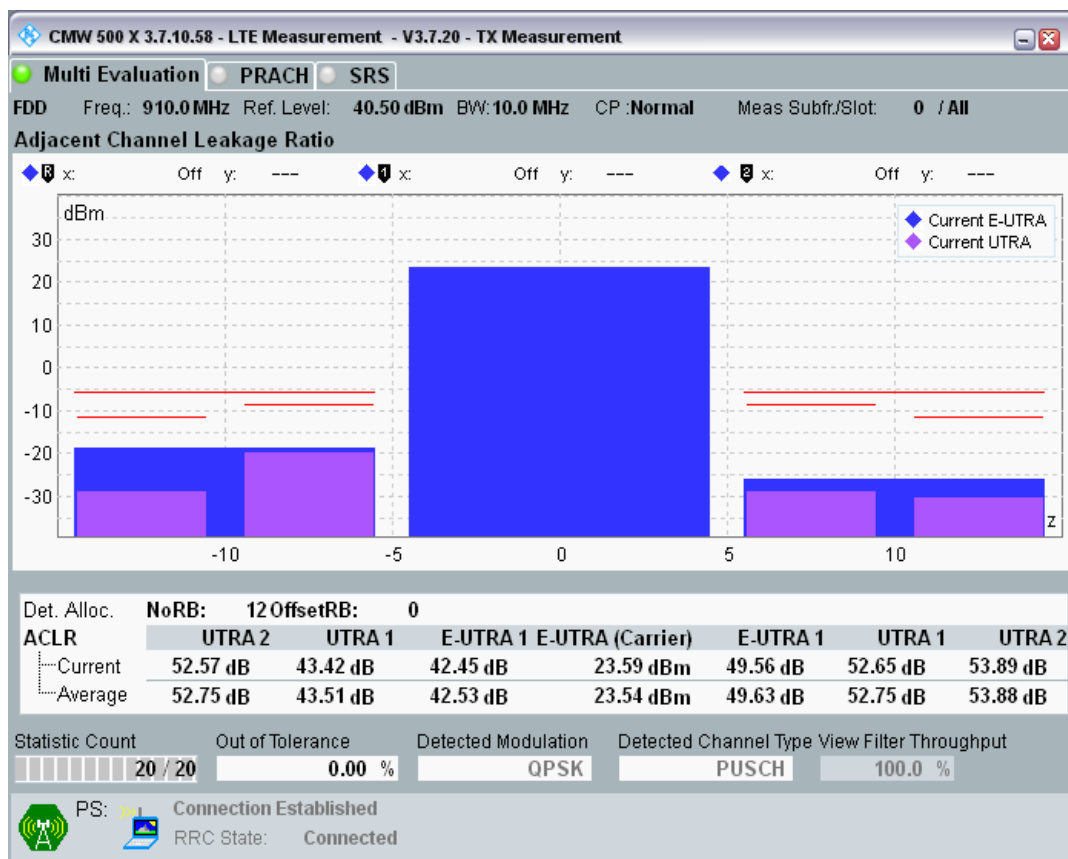 CMW 500 X 3.7.10.58 - LTE Measurement - V3.7.20 - TX Measurement
Multi Evaluation PRACH SRS
FDD Freq.: 910.0 MHz Ref. Level: 40.50 dBm BW: 10.0 MHz CP :Normal Meas Subfr./Slot: 0 / All
Adjacent Channel Leakage Ratio
R x: Off y: --- 1 x: Off y: --- 2 x: Off y: ---
dBm
Current E-UTRA
Current UTRA
30
20
10
0
-10
-20
-30
z
-10 -5 0 5 10
Det. Alloc. NoRB: 12 OffsetRB: 0
ACLR UTRA 2 UTRA 1 E-UTRA 1 E-UTRA (Carrier) E-UTRA 1 UTRA 1 UTRA 2
Current 52.57 dB 43.42 dB 42.45 dB 23.59 dBm 49.56 dB 52.65 dB 53.89 dB
Average 52.75 dB 43.51 dB 42.53 dB 23.54 dBm 49.63 dB 52.75 dB 53.88 dB
Statistic Count Out of Tolerance Detected Modulation Detected Channel Type View Filter Throughput
20 / 20 0.00 % QPSK PUSCH 100.0 %
PS: Connection Established
RRC State: Connected